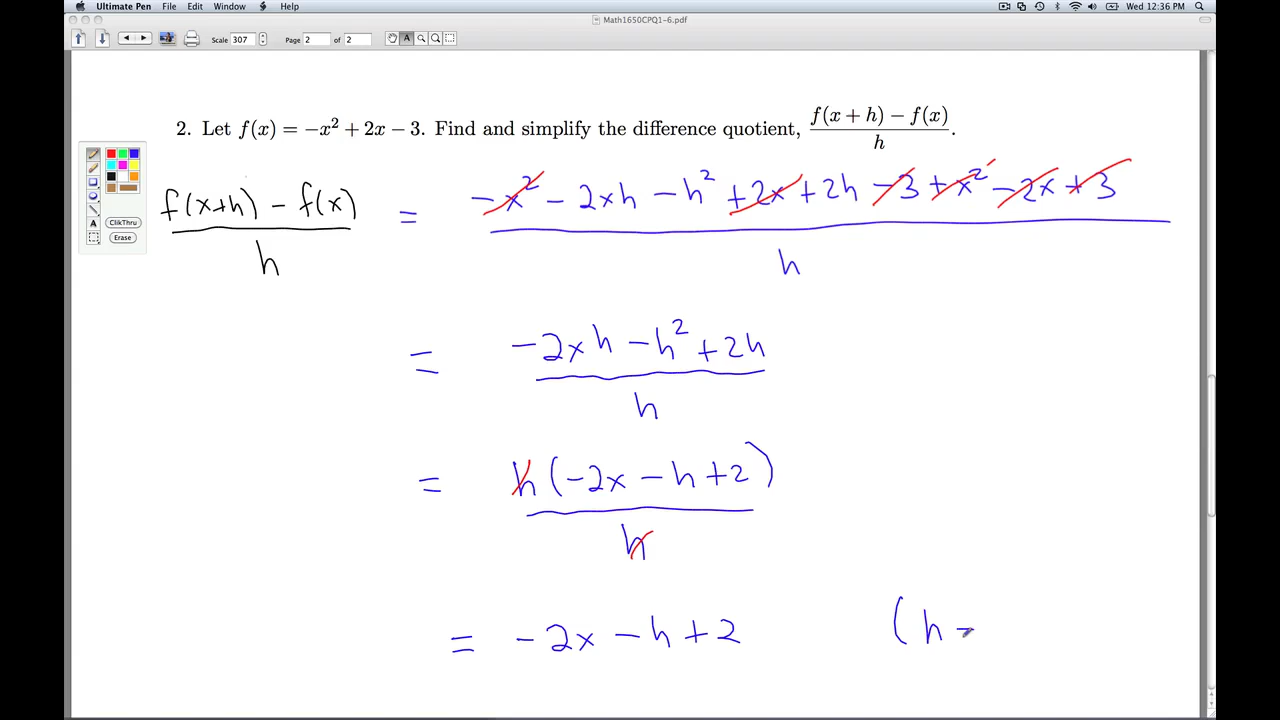 Ultimate Pen File Edit Window Help Wed 12:36 PM
Math1650CPQ1-6.pdf
Scale 307 Page 2 of 2 A
2. Let f(x) = −x² + 2x − 3. Find and simplify the difference quotient, (f(x + h) − f(x))/h.
A ClikThru
Erase
(f(x+h) − f(x))/h = (−x² − 2xh − h² + 2x + 2h − 3 + x² − 2x + 3)/h
= (−2xh − h² + 2h)/h
= h(−2x − h + 2)/h
= −2x − h + 2 (h −